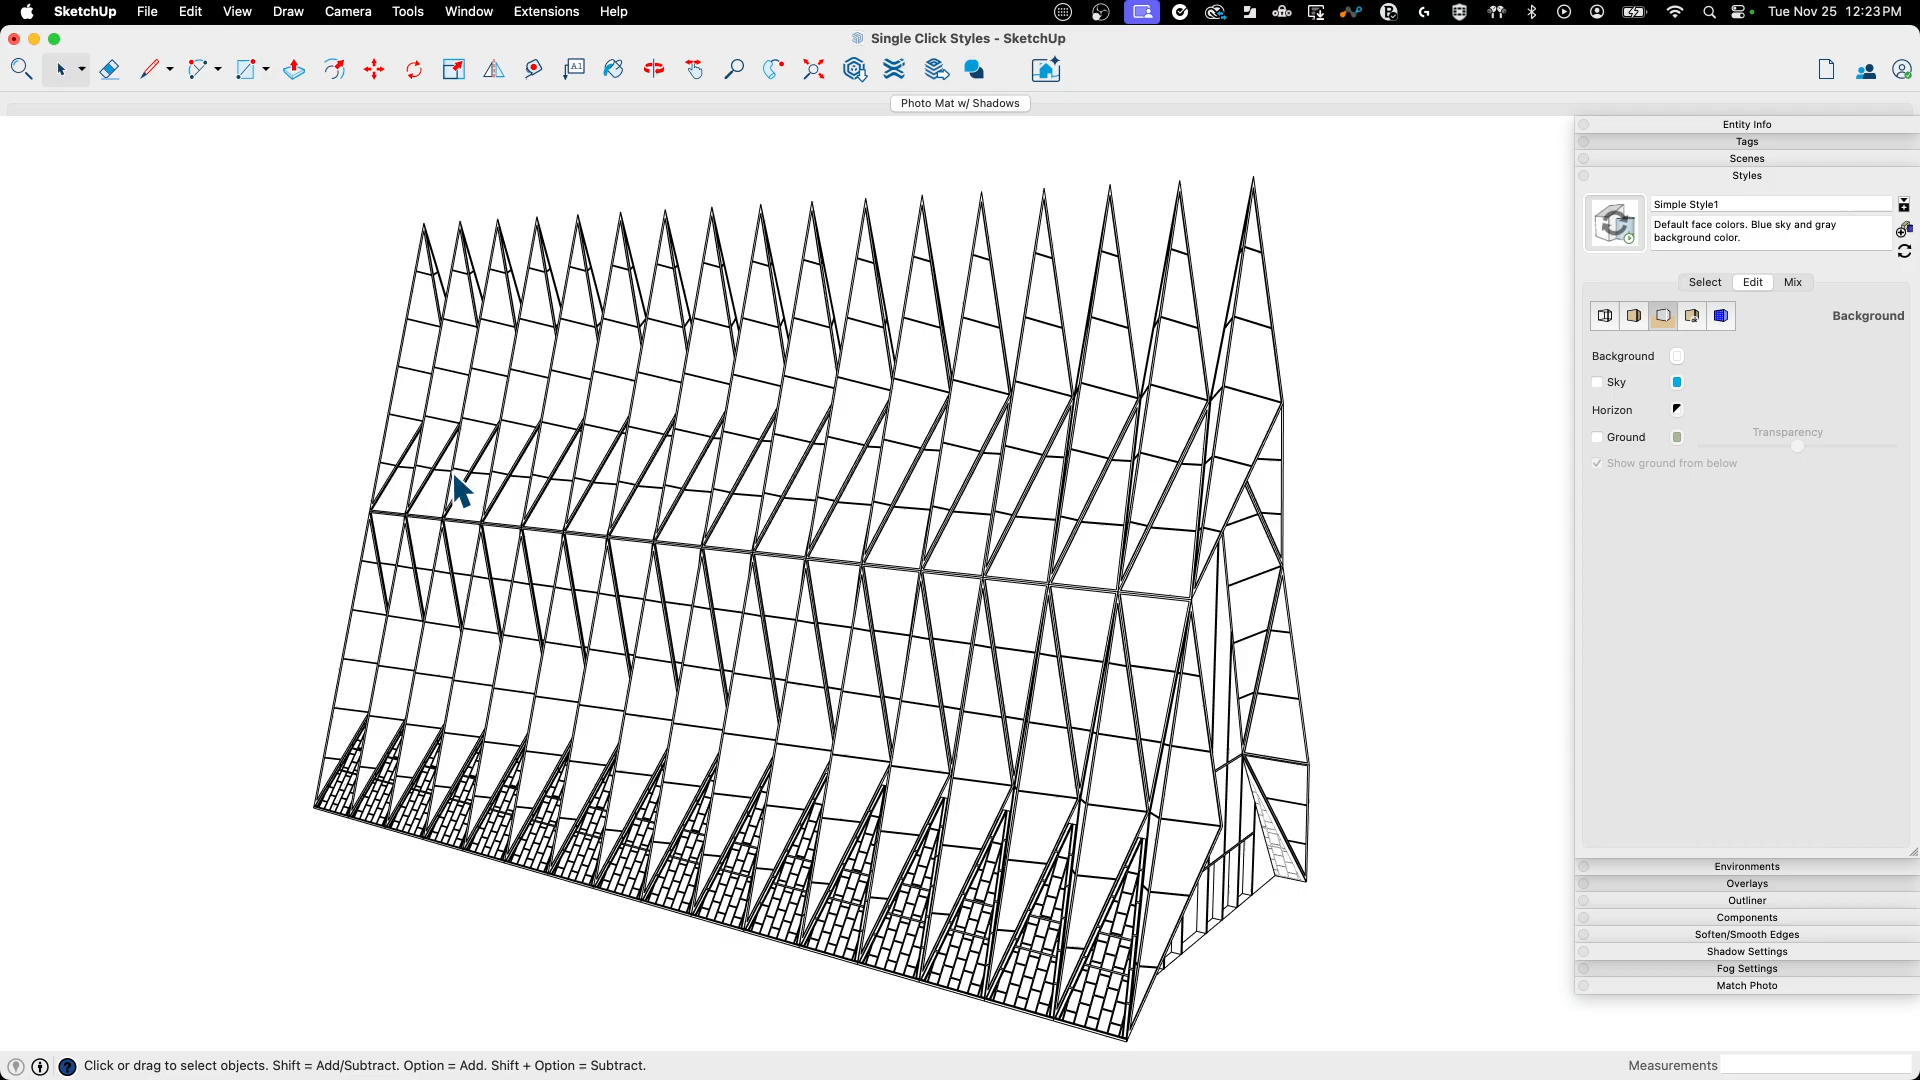 SketchUp File Edit View Draw Camera Tools Window Extensions Help Tue Nov 25 12:23 PM
Single Click Styles - SketchUp
A1
Photo Mat w/ Shadows
Entity Info
Tags
Scenes
Styles
Simple Style1
Default face colors. Blue sky and gray
background color.
Select Edit Mix
Background
Background
Sky
Horizon
Ground
Transparency
Show ground from below
Environments
Overlays
Outliner
Components
Soften/Smooth Edges
Shadow Settings
Fog Settings
Match Photo
Click or drag to select objects. Shift = Add/Subtract. Option = Add. Shift + Option = Subtract.
Measurements